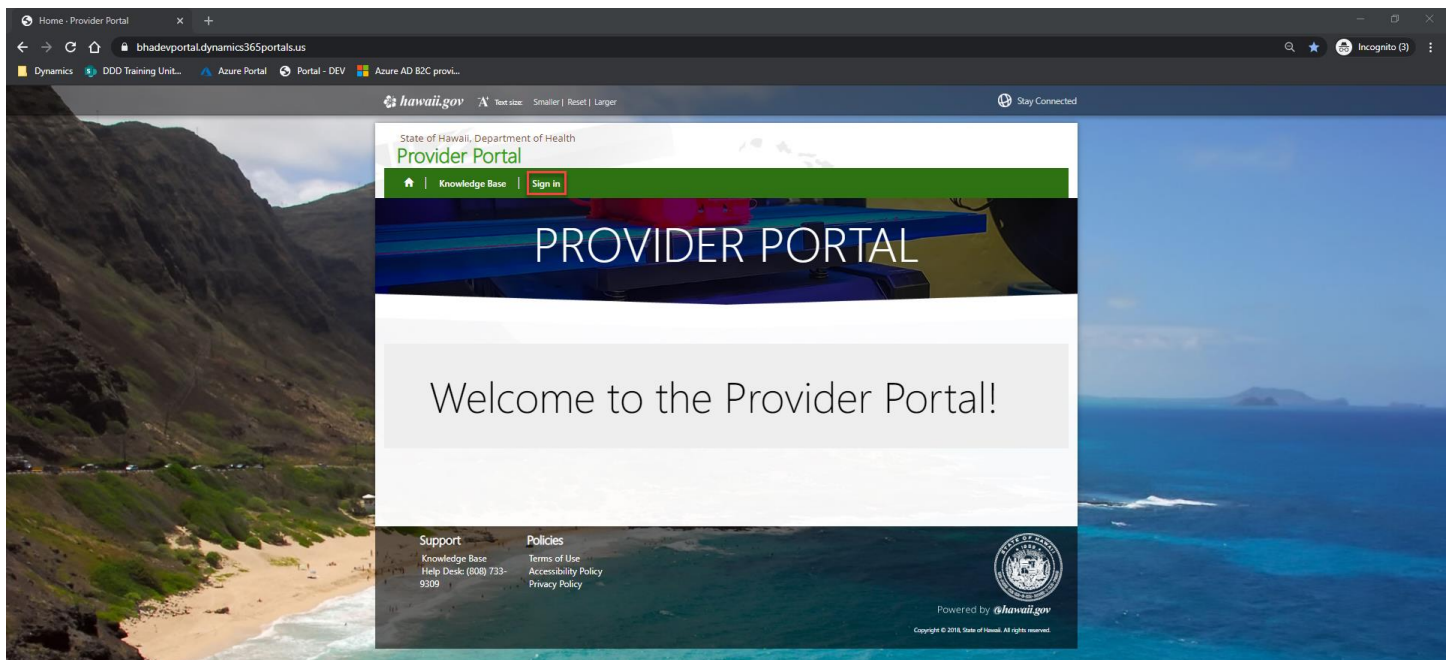 Home · Provider Portal
bhadevportal.dynamics365portals.us
Incognito (3)
Dynamics
DDD Training Unit...
Azure Portal
Portal - DEV
Azure AD B2C provi...
hawaii.gov
Text size: Smaller | Reset | Larger
Stay Connected
State of Hawaii, Department of Health
Provider Portal
Knowledge Base | Sign in
PROVIDER PORTAL
Welcome to the Provider Portal!
Support
Knowledge Base
Help Desk: (808) 733-
9309
Policies
Terms of Use
Accessibility Policy
Privacy Policy
STATE OF HAWAII
1959
Powered by ehawaii.gov
Copyright © 2018, State of Hawaii. All rights reserved.